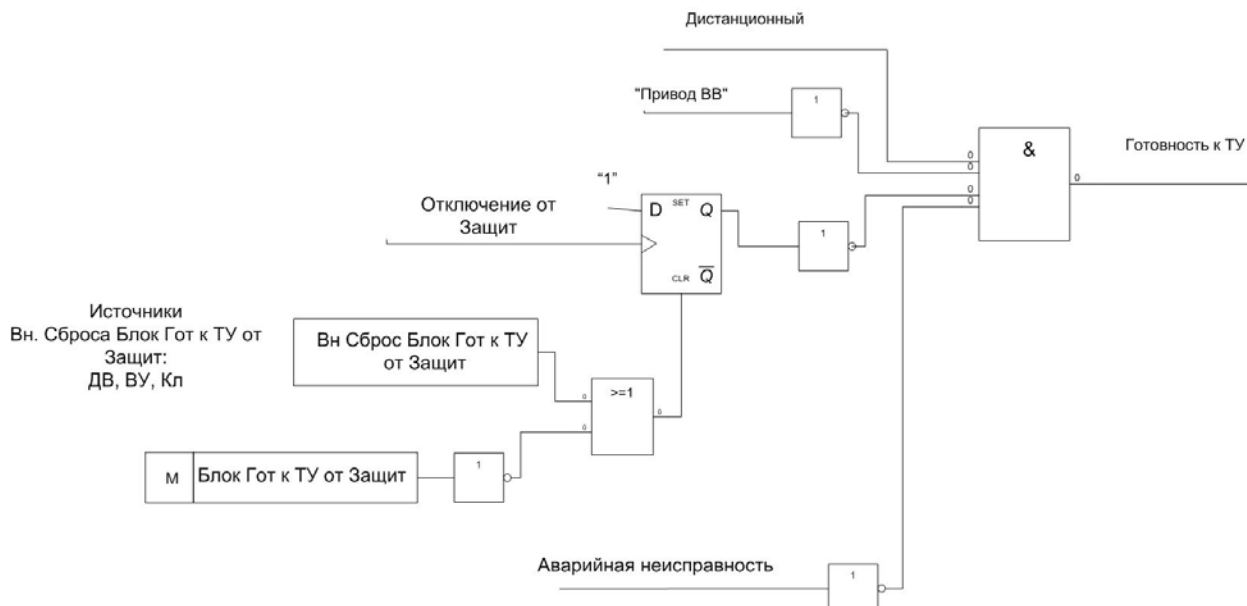 Дистанционный
"Привод ВВ"
1
&
Готовность к ТУ
0
0
0
0
0
"1"
Отключение от
Защит
D SET Q
CLR Q
1
Источники
Вн. Сброса Блок Гот к ТУ от
Защит:
ДВ, ВУ, Кл
Вн Сброс Блок Гот к ТУ
от Защит
>=1
0
0
0
М Блок Гот к ТУ от Защит
1
Аварийная неисправность
1